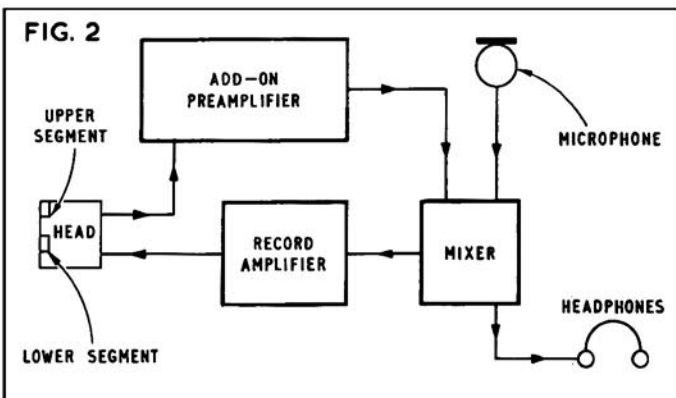 FIG. 2
ADD-ON
PREAMPLIFIER
UPPER
SEGMENT
MICROPHONE
HEAD
RECORD
AMPLIFIER
MIXER
HEADPHONES
LOWER SEGMENT